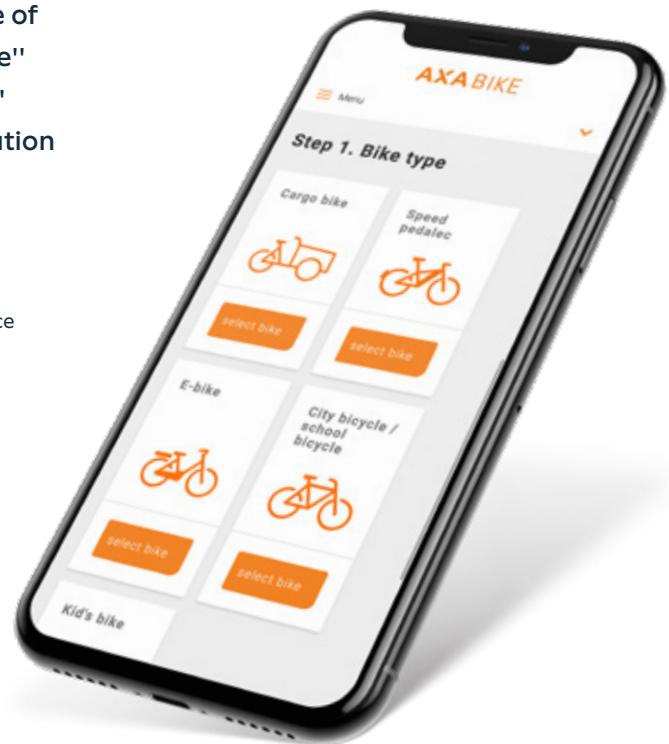 e of
e"
"
ution
ce
AXA BIKE
Menu
Step 1. Bike type
Cargo bike
select bike
Speed
pedalec
select bike
E-bike
select bike
City bicycle /
school
bicycle
select bike
Kid's bike